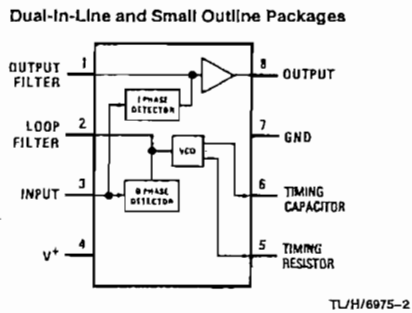 Dual-In-Line and Small Outline Packages
OUTPUT FILTER 1
8 OUTPUT
I PHASE DETECTOR
LOOP FILTER 2
7 GND
VCO
INPUT 3
6 TIMING CAPACITOR
Q PHASE DETECTOR
V+ 4
5 TIMING RESISTOR
TL/H/6975-2